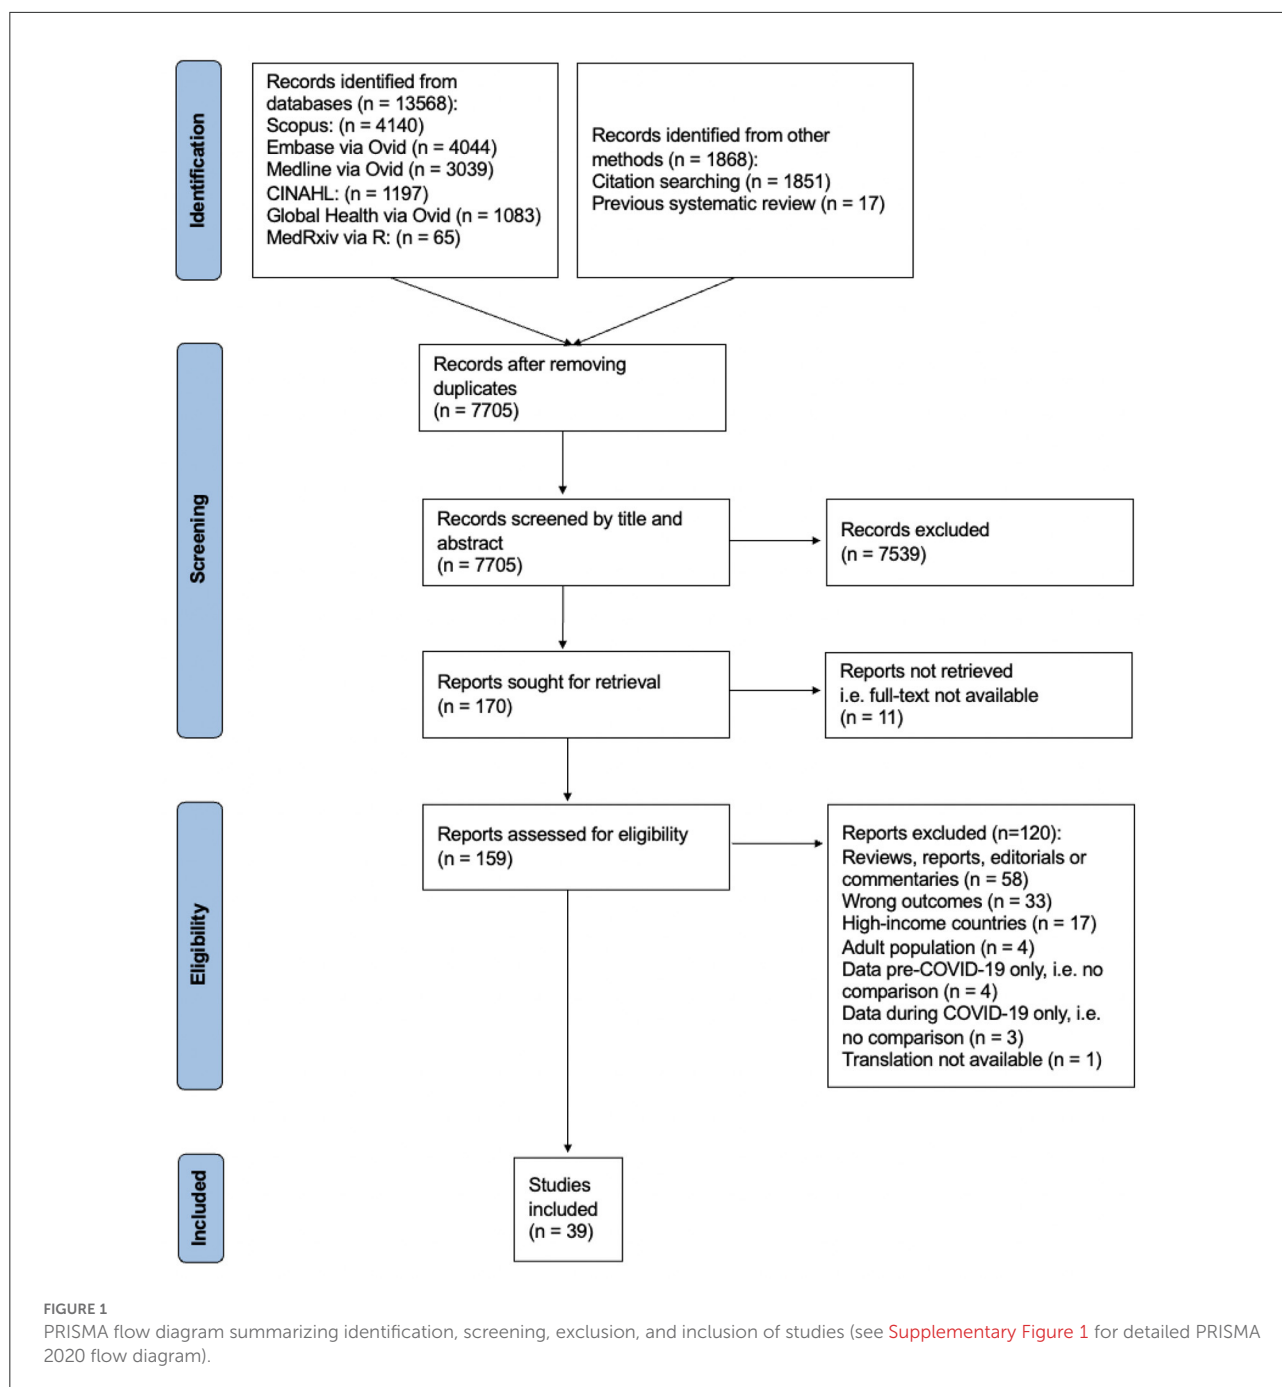 Identification
Records identified from
databases (n = 13568):
Scopus: (n = 4140)
Embase via Ovid (n = 4044)
Medline via Ovid (n = 3039)
CINAHL: (n = 1197)
Global Health via Ovid (n = 1083)
MedRxiv via R: (n = 65)
Records identified from other
methods (n = 1868):
Citation searching (n = 1851)
Previous systematic review (n = 17)
Screening
Records after removing
duplicates
(n = 7705)
Records screened by title and
abstract
(n = 7705)
Records excluded
(n = 7539)
Reports sought for retrieval
(n = 170)
Reports not retrieved
i.e. full-text not available
(n = 11)
Eligibility
Reports assessed for eligibility
(n = 159)
Reports excluded (n=120):
Reviews, reports, editorials or
commentaries (n = 58)
Wrong outcomes (n = 33)
High-income countries (n = 17)
Adult population (n = 4)
Data pre-COVID-19 only, i.e. no
comparison (n = 4)
Data during COVID-19 only, i.e.
no comparison (n = 3)
Translation not available (n = 1)
Included
Studies
included
(n = 39)
FIGURE 1
PRISMA flow diagram summarizing identification, screening, exclusion, and inclusion of studies (see Supplementary Figure 1 for detailed PRISMA
2020 flow diagram).